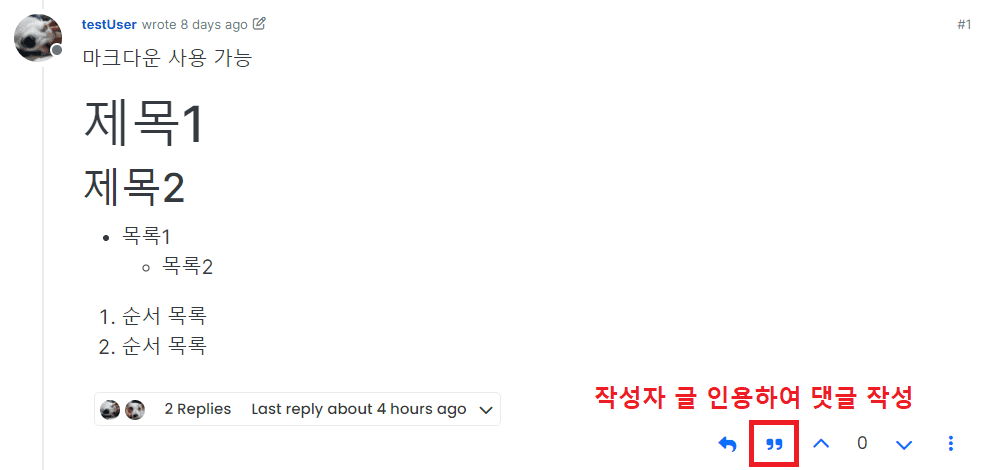 testUser wrote 8 days ago #1
마크다운 사용 가능
제목1
제목2
• 목록1
◦ 목록2
1. 순서 목록
2. 순서 목록
2 Replies Last reply about 4 hours ago
작성자 글 인용하여 댓글 작성
0